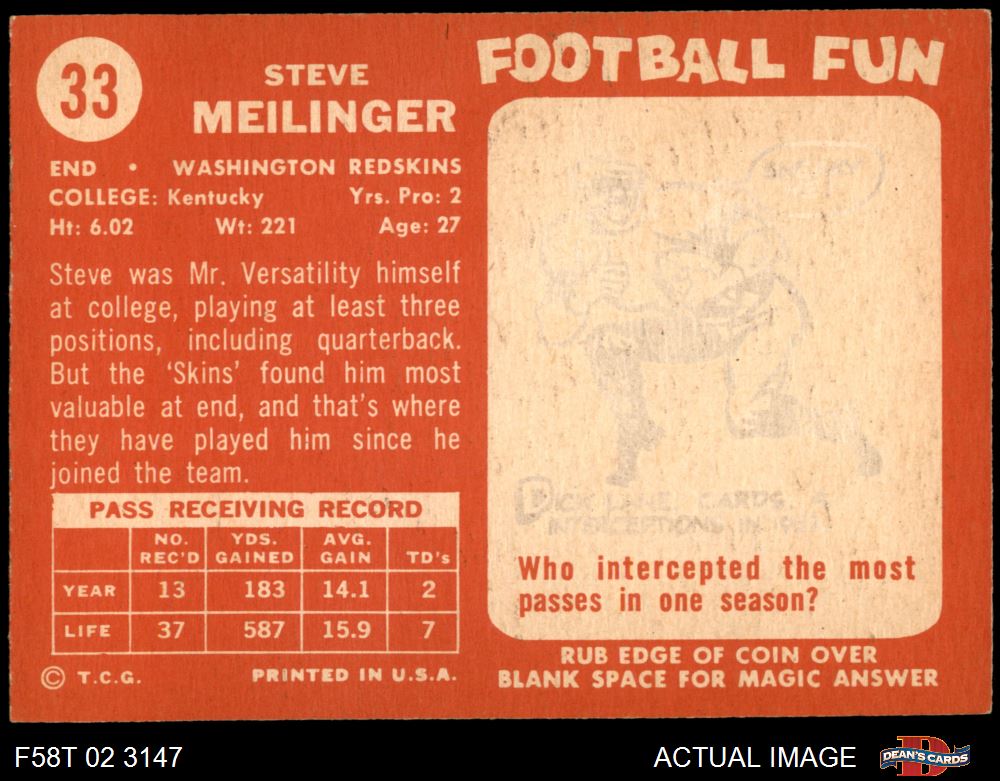 33
STEVE
MEILINGER
END • WASHINGTON REDSKINS
COLLEGE: Kentucky Yrs. Pro: 2
Ht: 6.02 Wt: 221 Age: 27
Steve was Mr. Versatility himself
at college, playing at least three
positions, including quarterback.
But the 'Skins' found him most
valuable at end, and that's where
they have played him since he
joined the team.
PASS RECEIVING RECORD
NO. REC'D YDS. GAINED AVG. GAIN TD's
YEAR 13 183 14.1 2
LIFE 37 587 15.9 7
© T.C.G. PRINTED IN U.S.A.
FOOTBALL FUN
DICK LANE, CARDS,
INTERCEPTIONS IN
Who intercepted the most
passes in one season?
RUB EDGE OF COIN OVER
BLANK SPACE FOR MAGIC ANSWER
F58T 02 3147
ACTUAL IMAGE
DEAN'S CARDS